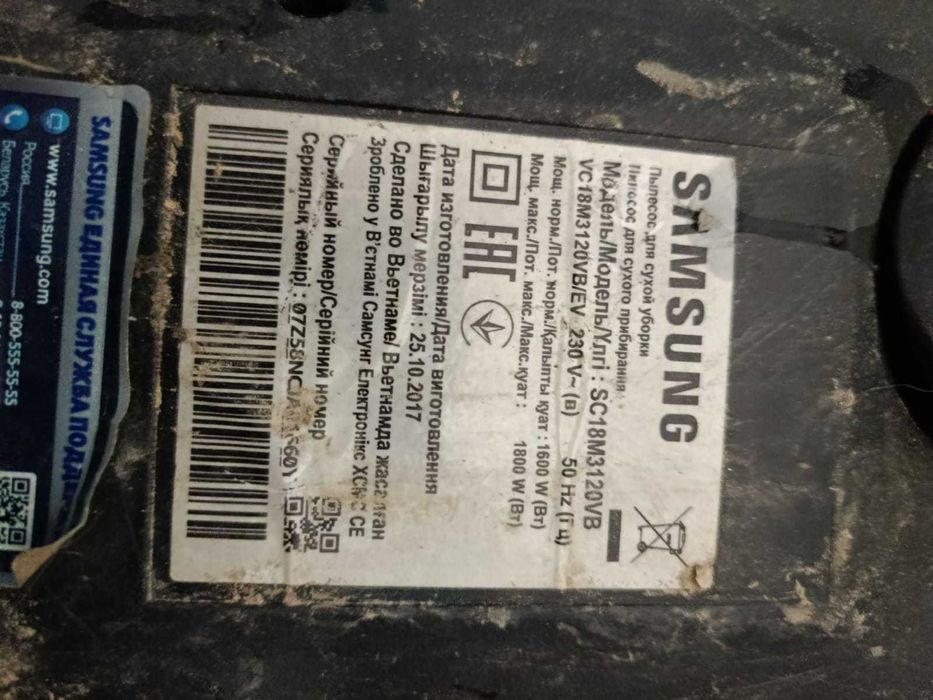 SAMSUNG
Пылесос для сухой уборки
Пилосос для сухого прибирання
Модель/Модель/Үлгі : SC18M3120VB
VC18M3120VB/EV 230 V~ (в) 50 Hz (Гц)
Мощ. норм./Пот. норм./Қалыпты қуат : 1600 W (Вт)
Мощ. макс./Пот. макс./Макс.қуат : 1800 W (Вт)
EAC
Дата изготовления/Дата виготовлення
Шығарылу мерзімі : 25.10.2017
Сделано во Вьетнаме/ Вьетнамда жасалған
Зроблено у В'єтнамі Самсунг Електронікс ХСМС СЕ
Серийный номер/Серійний номер
Сериялық нөмірі :
SAMSUNG ЕДИНАЯ СЛУЖБА
www.samsung.com
Россия 8-800-555-55-55
Беларусь